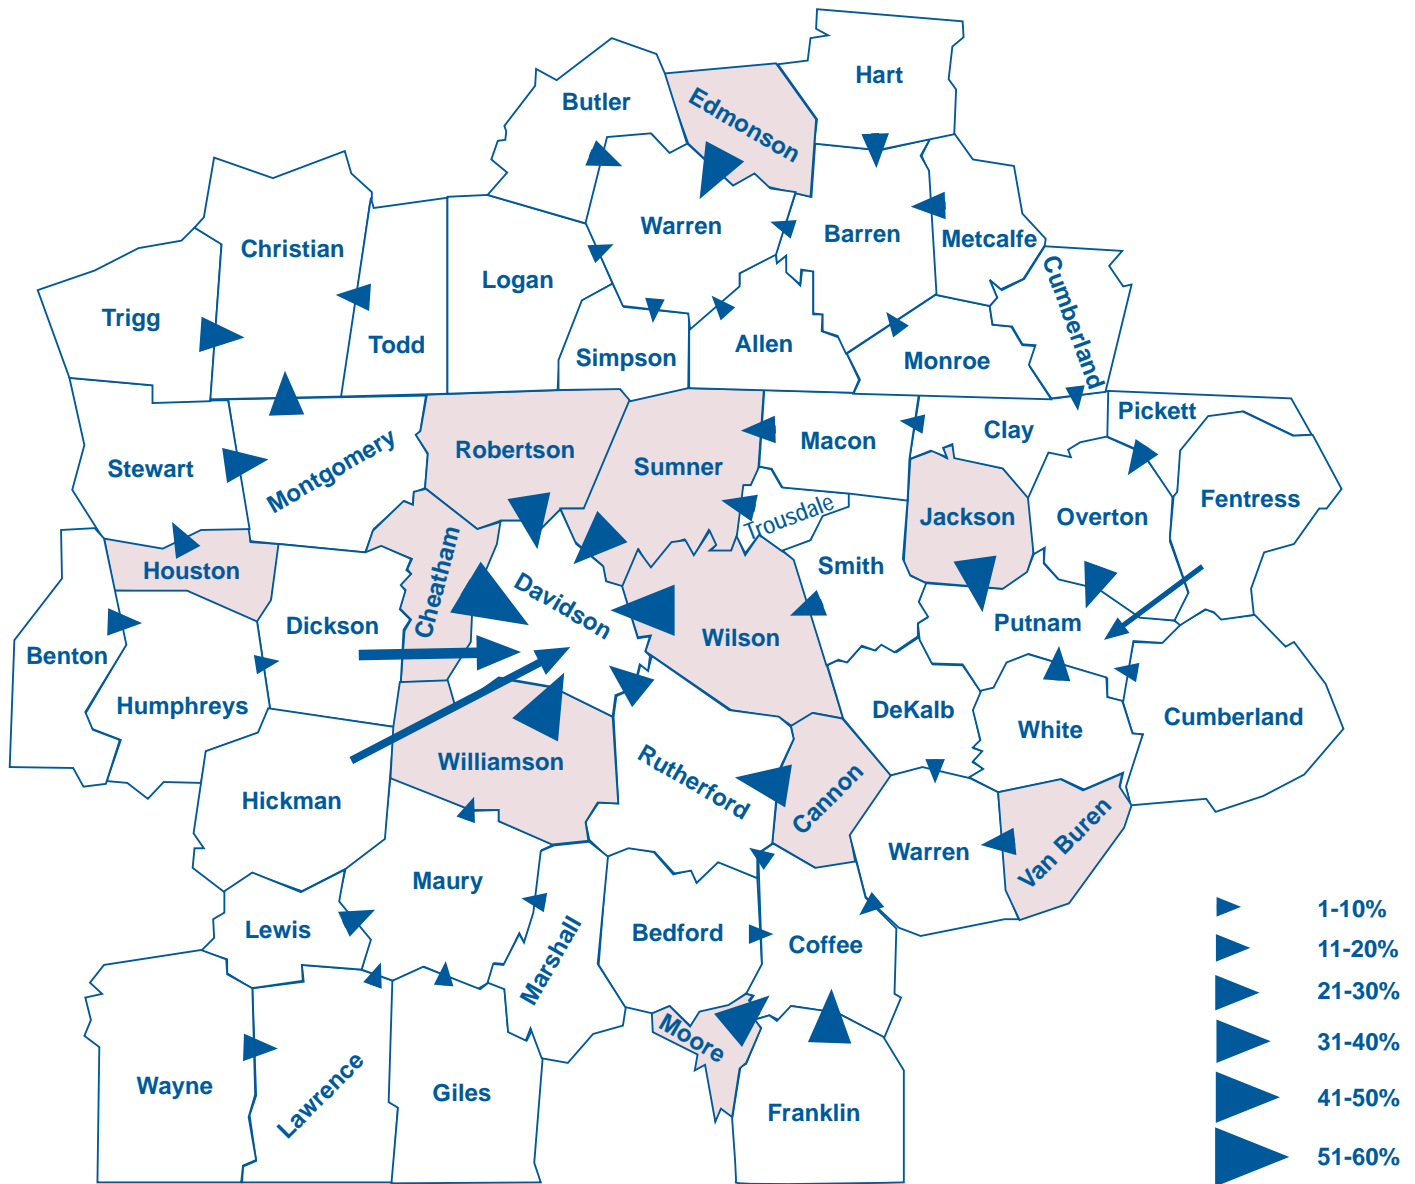 Hart
Butler
Edmonson
Warren
Barren
Metcalfe
Christian
Logan
Cumberland
Trigg
Todd
Simpson
Allen
Monroe
Pickett
Clay
Macon
Robertson
Sumner
Stewart
Montgomery
Fentress
Trousdale
Jackson
Overton
Smith
Houston
Cheatham
Davidson
Dickson
Putnam
Wilson
Benton
Humphreys
DeKalb
White
Cumberland
Williamson
Rutherford
Hickman
Cannon
Van Buren
Warren
Maury
Lewis
Marshall
Bedford
Coffee
Moore
Wayne
Lawrence
Giles
Franklin
1-10%
11-20%
21-30%
31-40%
41-50%
51-60%